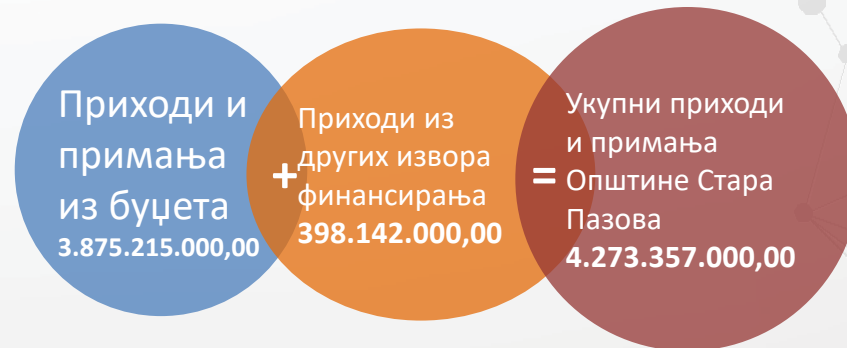 Приходи и
примања
из буџета
3.875.215.000,00
+
Приходи из
других извора
финансирања
398.142.000,00
=
Укупни приходи
и примања
Општине Стара
Пазова
4.273.357.000,00